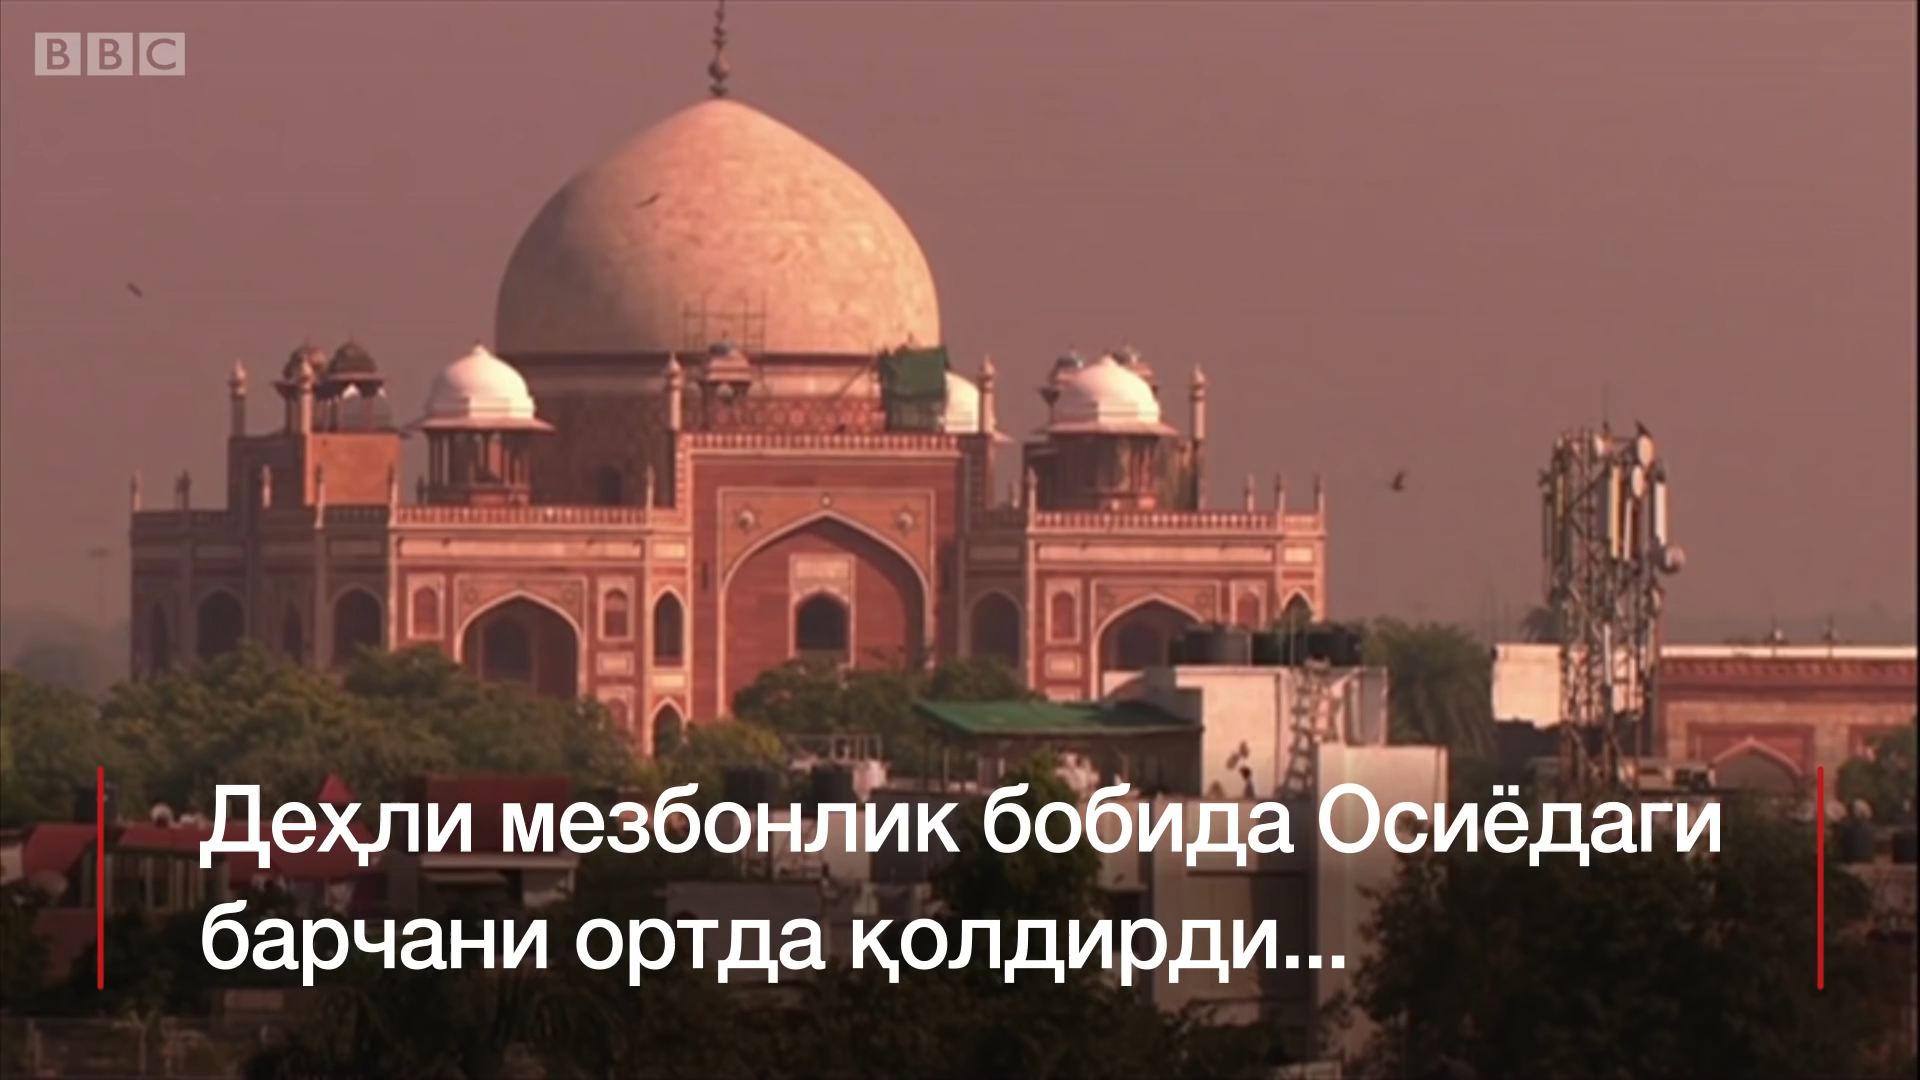 BBC
Деҳли мезбонлик бобида Осиёдаги
барчани ортда қолдирди...